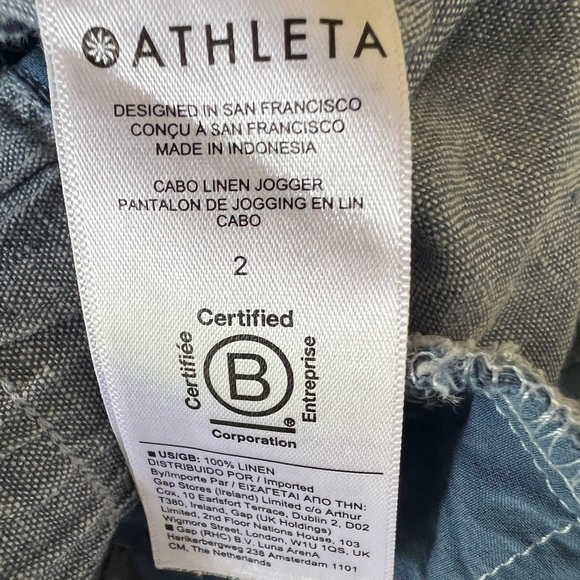 ATHLETA
DESIGNED IN SAN FRANCISCO
CONÇU À SAN FRANCISCO
MADE IN INDONESIA
CABO LINEN JOGGER
PANTALON DE JOGGING EN LIN
CABO
2
Certified
Certifiée
B
Entreprise
®
Corporation
■ US/GB: 100% LINEN
DISTRIBUIDO POR / Imported
By/Importe Par / ΕΙΣΑΓΕΤΑΙ ΑΠΟ ΤΗΝ:
Gap Stores (Ireland) Limited c/o Arthur
Cox, 10 Earlsfort Terrace, Dublin 2, D02
T380, Ireland, Gap (UK Holdings)
Limited, 2nd Floor Nations House, 103
Wigmore Street, London, W1U 1QS, UK
■ Gap (RHC) B.V. Luna ArenA
Herikerbergweg 238 Amsterdam 1101
CM, The Netherlands